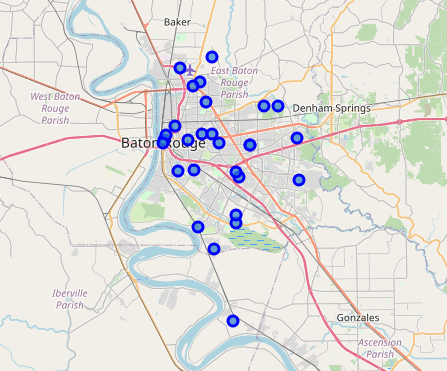 Baker
East Baton
Rouge
Parish
West Baton
Rouge
Parish
Denham Springs
Baton Rouge
Iberville
Parish
Gonzales
Ascension
Parish